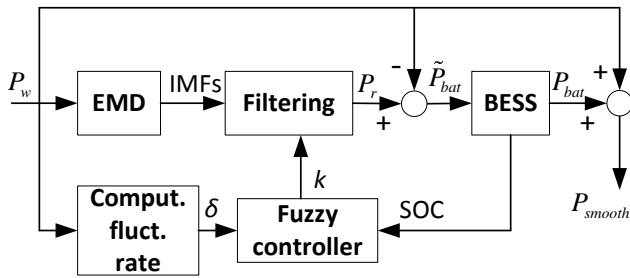 -
+
P_w
EMD
IMFs
Filtering
P_r
+
P̃_bat
BESS
P_bat
+
k
P_smooth
Comput.
fluct.
rate
δ
Fuzzy
controller
SOC